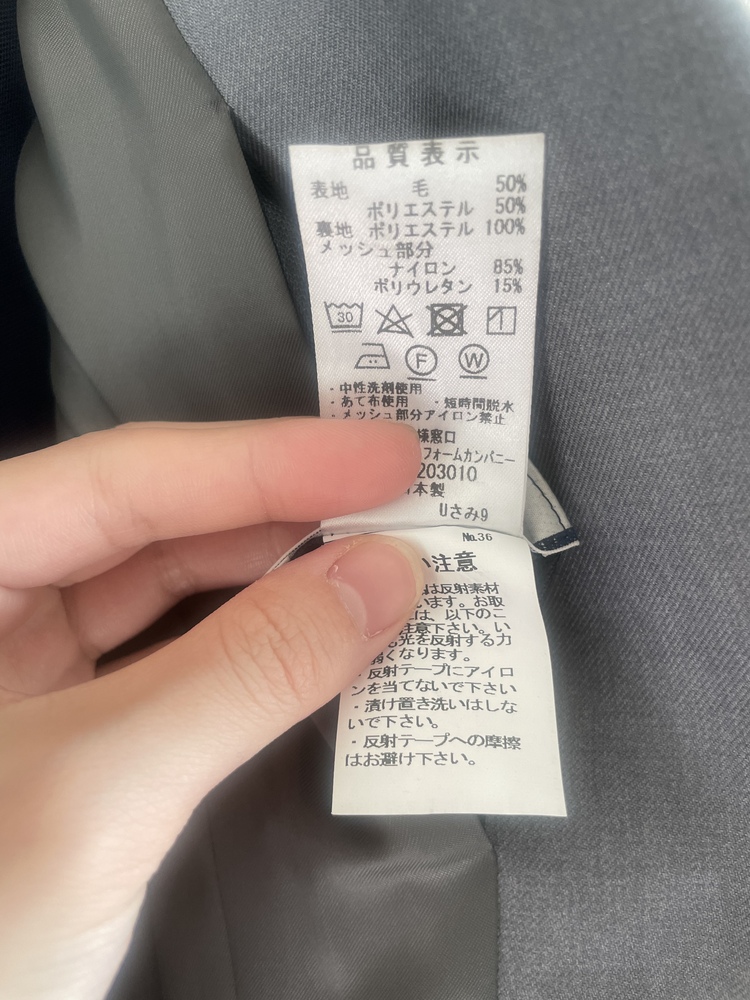 品質表示
表地 毛 50%
ポリエステル 50%
裏地 ポリエステル 100%
メッシュ部分
ナイロン 85%
ポリウレタン 15%
30
F W
・中性洗剤使用
・あて布使用 ・短時間脱水
・メッシュ部分アイロン禁止
様窓口
フォームカンパニー
203010
本製
Uさみ9
No.36
い注意
は反射素材
います。お取
は、以下のこ
注意下さい。い
も光を反射する力
弱くなります。
・反射テープにアイロ
ンを当てないで下さい
・漬け置き洗いはしな
いで下さい。
・反射テープへの摩擦
はお避け下さい。